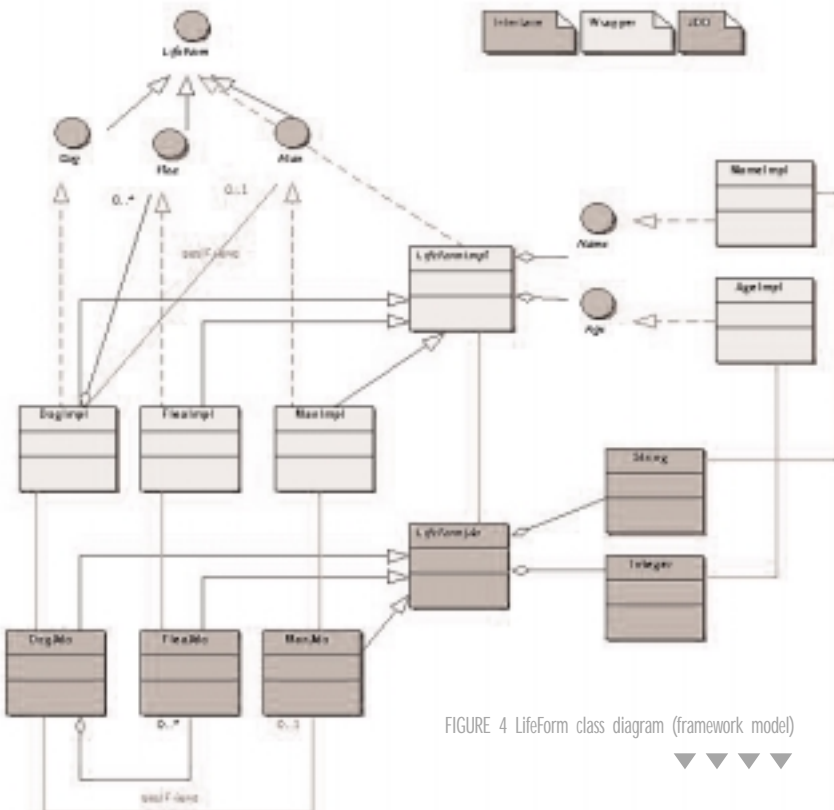 LifeForm
Interface
Wrapper
JDO
Dog
Flea
Man
0..*
0..1
bestFriend
NameImpl
LifeFormImpl
Name
AgeImpl
Age
DogImpl
FleaImpl
ManImpl
String
LifeFormJdo
Integer
DogJdo
FleaJdo
ManJdo
0..*
0..1
bestFriend
FIGURE 4 LifeForm class diagram (framework model)